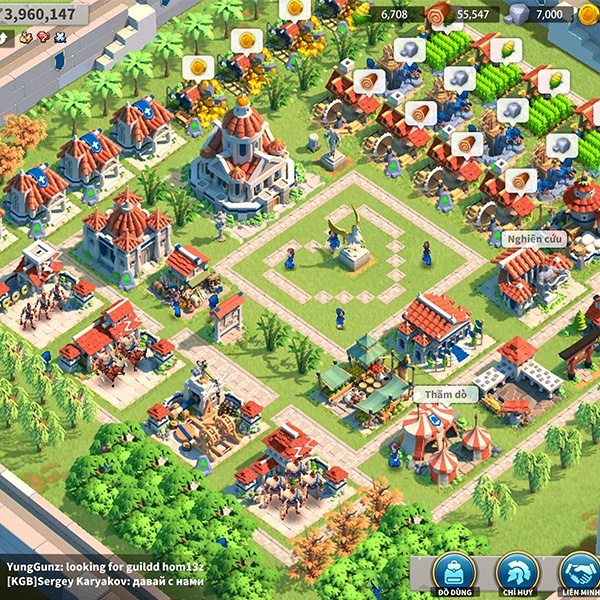 73,960,147
6,708
55,547
7,000
Nghiên cứu
Thăm dò
YungGunz: looking for guildd hom13z
[KGB]Sergey Karyakov: давай с нами
ĐỒ DÙNG
CHỈ HUY
LIÊN MINH